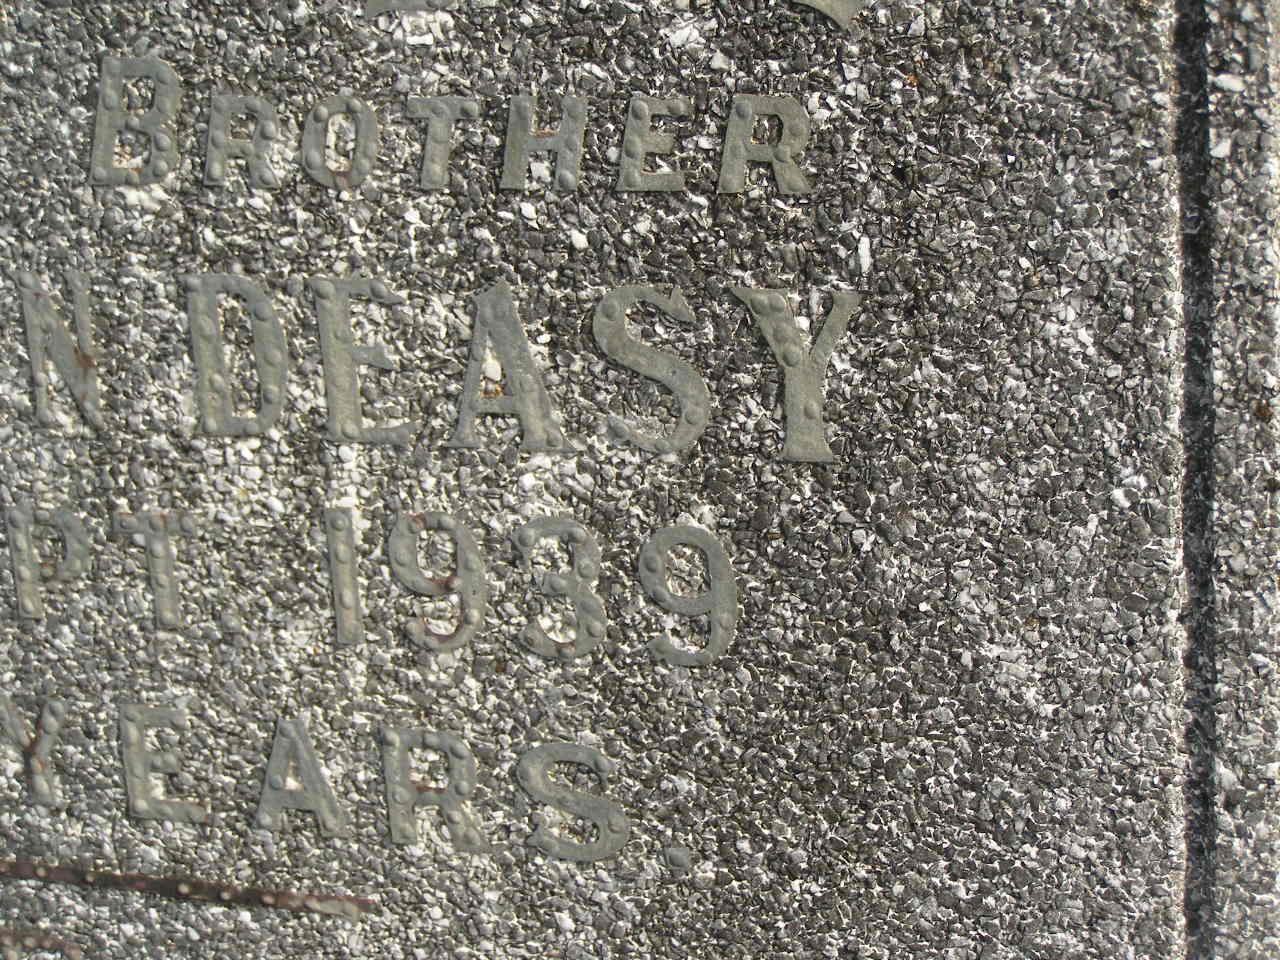 BROTHER
N DEASY
PT 1939
YEARS.